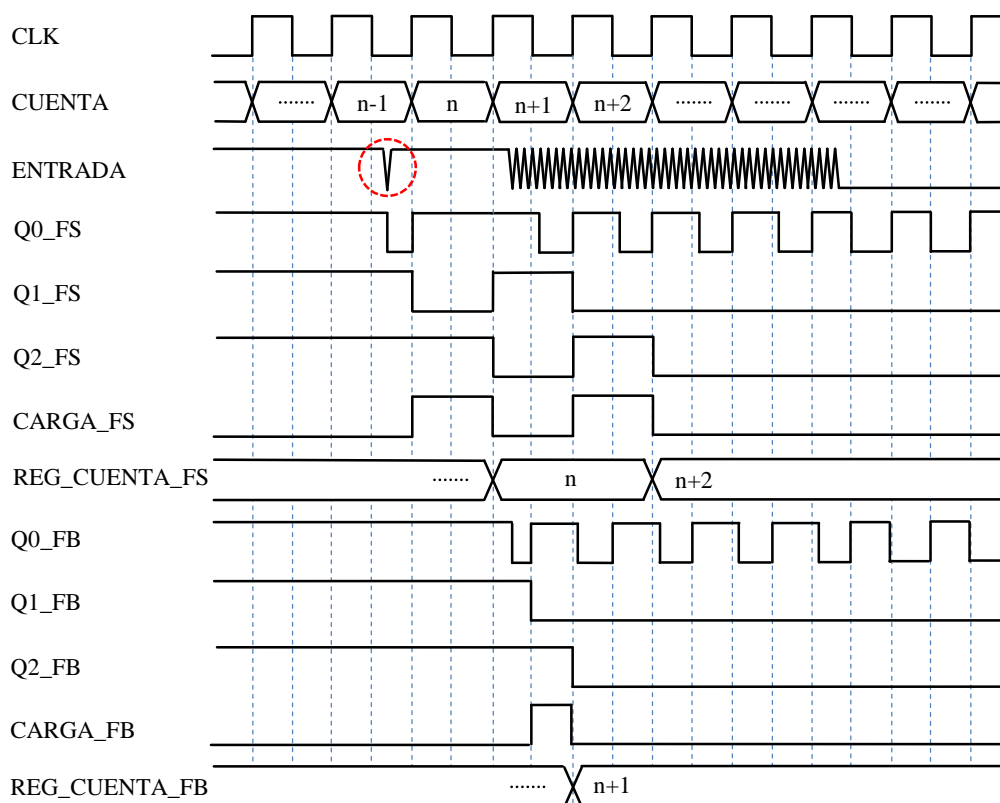 CLK
CUENTA ....... n-1 n n+1 n+2 ....... ....... ....... .......
ENTRADA
Q0_FS
Q1_FS
Q2_FS
CARGA_FS
REG_CUENTA_FS ....... n n+2
Q0_FB
Q1_FB
Q2_FB
CARGA_FB
REG_CUENTA_FB ....... n+1